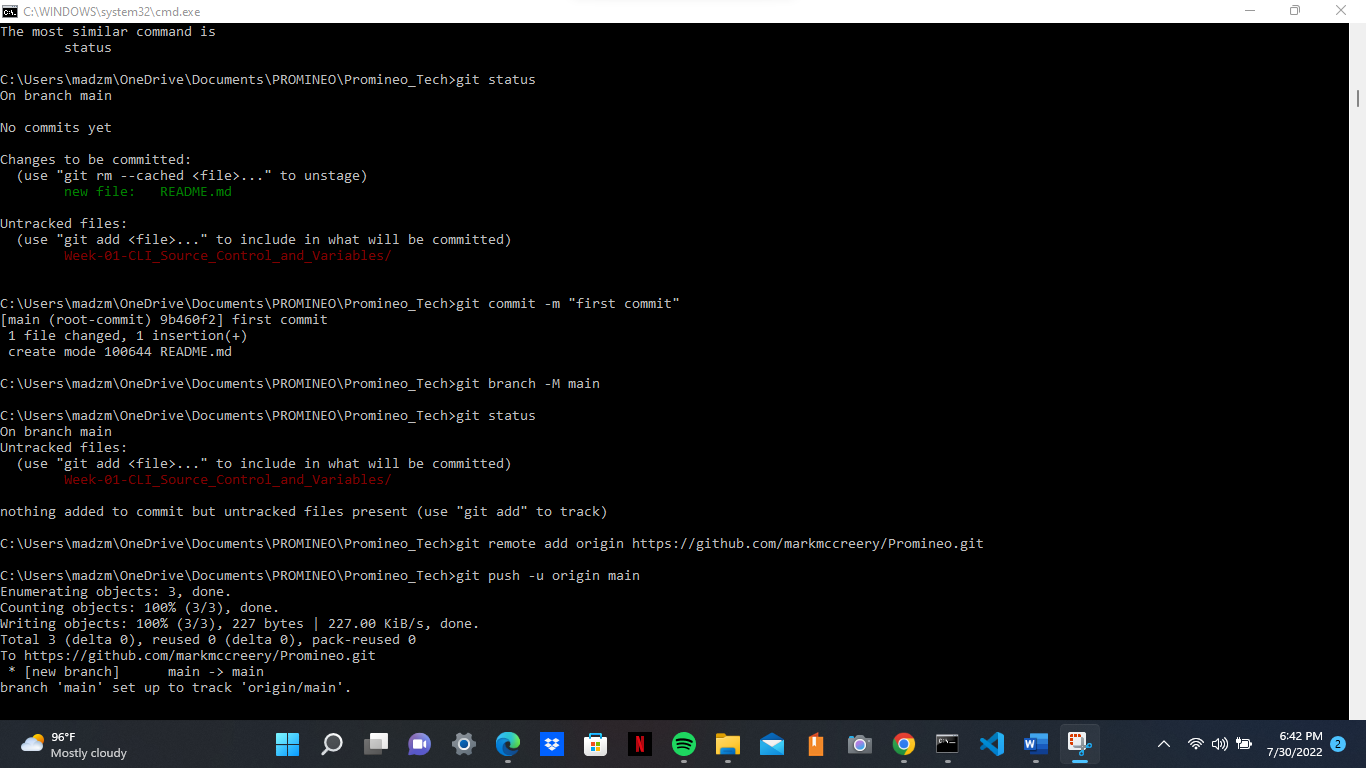 C:\WINDOWS\system32\cmd.exe
The most similar command is
        status
C:\Users\madzm\OneDrive\Documents\PROMINEO\Promineo_Tech>git status
On branch main
No commits yet
Changes to be committed:
  (use "git rm --cached <file>..." to unstage)
        new file:   README.md
Untracked files:
  (use "git add <file>..." to include in what will be committed)
        Week-01-CLI_Source_Control_and_Variables/
C:\Users\madzm\OneDrive\Documents\PROMINEO\Promineo_Tech>git commit -m "first commit"
[main (root-commit) 9b460f2] first commit
 1 file changed, 1 insertion(+)
 create mode 100644 README.md
C:\Users\madzm\OneDrive\Documents\PROMINEO\Promineo_Tech>git branch -M main
C:\Users\madzm\OneDrive\Documents\PROMINEO\Promineo_Tech>git status
On branch main
Untracked files:
  (use "git add <file>..." to include in what will be committed)
        Week-01-CLI_Source_Control_and_Variables/
nothing added to commit but untracked files present (use "git add" to track)
C:\Users\madzm\OneDrive\Documents\PROMINEO\Promineo_Tech>git remote add origin https://github.com/markmccreery/Promineo.git
C:\Users\madzm\OneDrive\Documents\PROMINEO\Promineo_Tech>git push -u origin main
Enumerating objects: 3, done.
Counting objects: 100% (3/3), done.
Writing objects: 100% (3/3), 227 bytes | 227.00 KiB/s, done.
Total 3 (delta 0), reused 0 (delta 0), pack-reused 0
To https://github.com/markmccreery/Promineo.git
 * [new branch]      main -> main
branch 'main' set up to track 'origin/main'.
96°F
Mostly cloudy
6:42 PM
7/30/2022
2